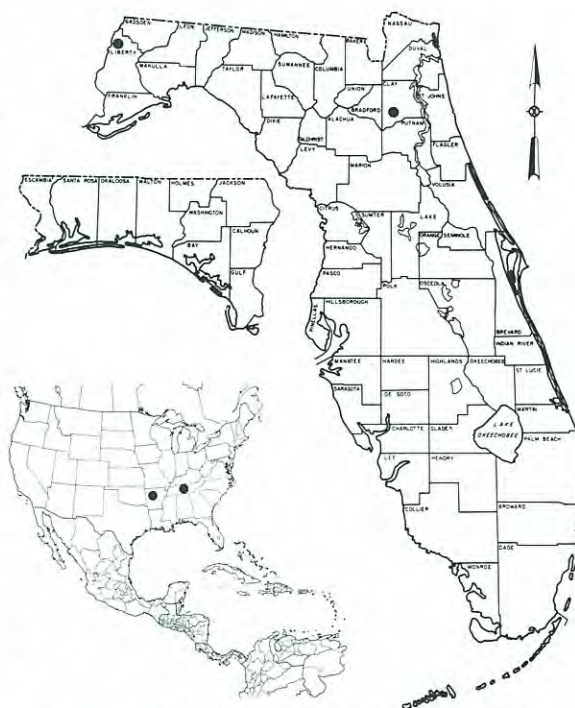 NASSAU
GADSDEN
LEON
JEFFERSON
MADISON
HAMILTON
BAKER
DUVAL
LIBERTY
WAKULLA
TAYLOR
SUWANNEE
COLUMBIA
UNION
CLAY
ST JOHNS
FRANKLIN
LAFAYETTE
BRADFORD
DIXIE
GILCHRIST
ALACHUA
PUTNAM
LEVY
FLAGLER
MARION
VOLUSIA
ESCAMBIA
SANTA ROSA
OKALOOSA
WALTON
HOLMES
JACKSON
WASHINGTON
BAY
CALHOUN
GULF
CITRUS
SUMTER
LAKE
ORANGE
SEMINOLE
HERNANDO
PASCO
POLK
OSCEOLA
HILLSBOROUGH
PINELLAS
BREVARD
INDIAN RIVER
MANATEE
HARDEE
HIGHLANDS
OKEECHOBEE
ST LUCIE
SARASOTA
DE SOTO
MARTIN
CHARLOTTE
GLADES
LAKE
OKEECHOBEE
PALM BEACH
LEE
HENDRY
COLLIER
BROWARD
DADE
MONROE